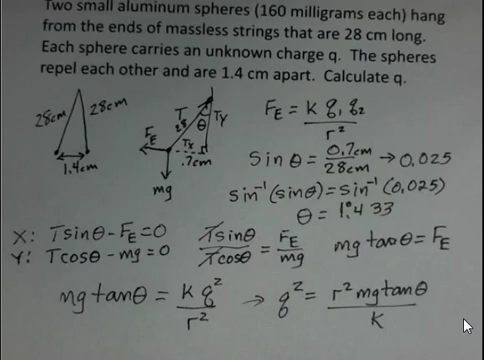 Two small aluminum spheres (160 milligrams each) hang
from the ends of massless strings that are 28 cm long.
Each sphere carries an unknown charge q. The spheres
repel each other and are 1.4 cm apart. Calculate q.
28cm 28cm
1.4cm
T 28 θ Ty
FE Tx .7cm
mg
FE = k q1 q2 / r²
sin θ = 0.7cm / 28cm → 0.025
sin⁻¹(sinθ) = sin⁻¹(0.025)
θ = 1.°433
X: Tsinθ - FE = 0
Y: Tcosθ - mg = 0
Tsinθ / Tcosθ = FE / mg
mg tanθ = FE
mg tanθ = k q² / r² → q² = r² mg tanθ / k